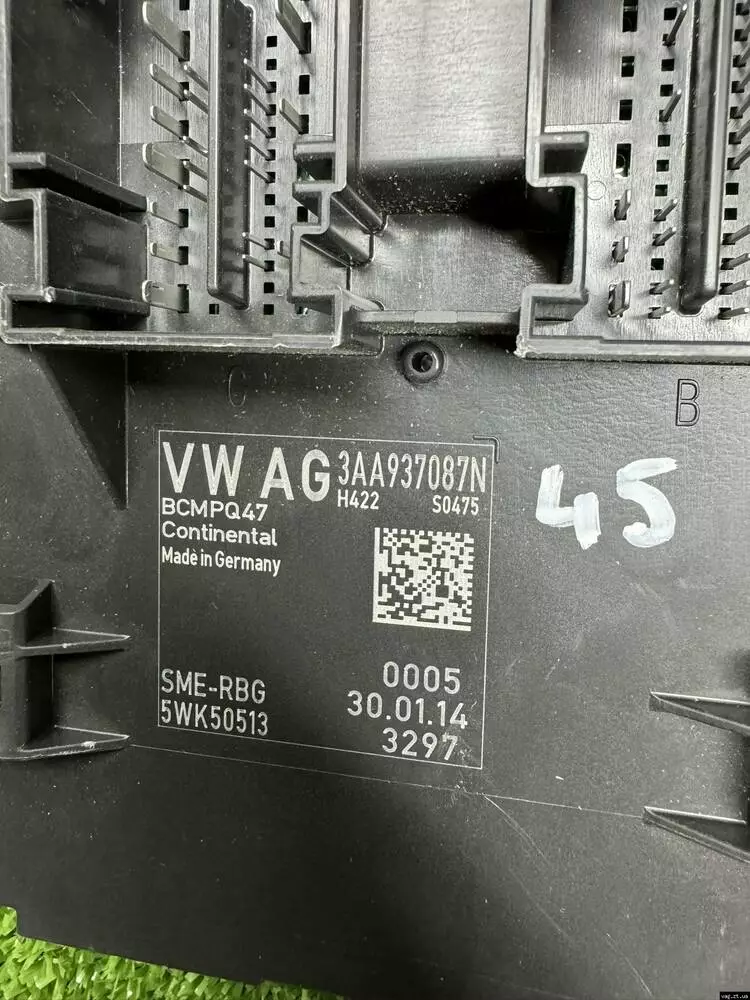 C
B
VW AG 3AA937087N
H422 S0475
BCMPQ47
Continental
Made in Germany
45
SME-RBG
5WK50513
0005
30.01.14
3297
vag.zt.ua